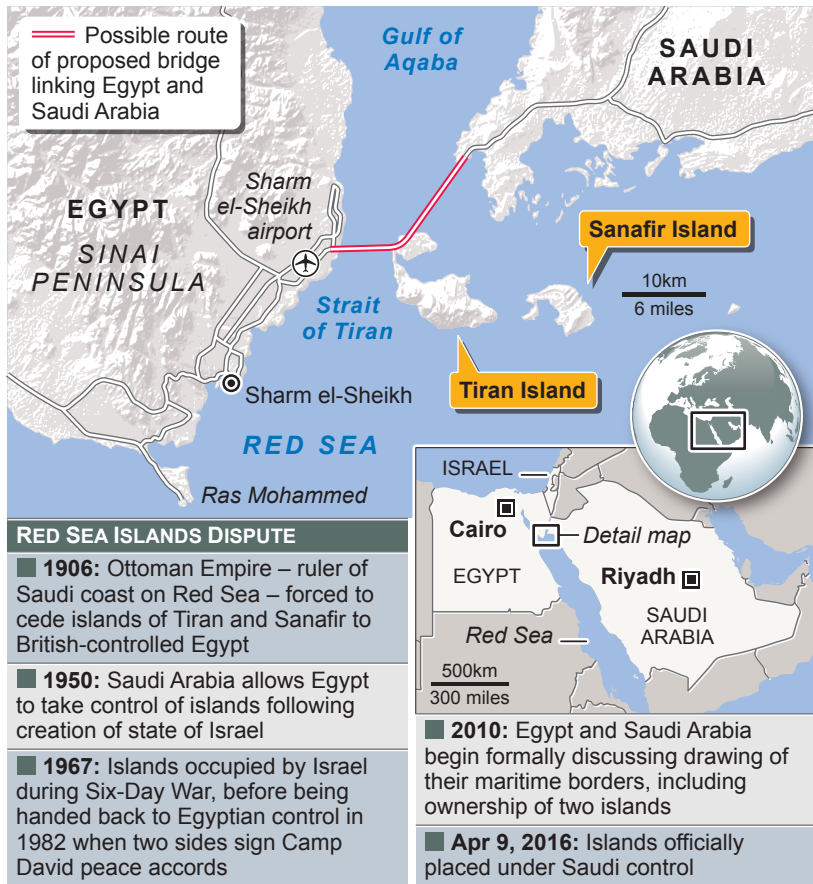 Possible route
of proposed bridge
linking Egypt and
Saudi Arabia
Gulf of
Aqaba
SAUDI
ARABIA
Sharm
el-Sheikh
airport
EGYPT
SINAI
PENINSULA
Sanafir Island
10km
6 miles
Strait
of Tiran
Tiran Island
Sharm el-Sheikh
RED SEA
Ras Mohammed
ISRAEL
Cairo
Detail map
EGYPT
Riyadh
SAUDI
ARABIA
Red Sea
500km
300 miles
RED SEA ISLANDS DISPUTE
1906: Ottoman Empire – ruler of
Saudi coast on Red Sea – forced to
cede islands of Tiran and Sanafir to
British-controlled Egypt
1950: Saudi Arabia allows Egypt
to take control of islands following
creation of state of Israel
1967: Islands occupied by Israel
during Six-Day War, before being
handed back to Egyptian control in
1982 when two sides sign Camp
David peace accords
2010: Egypt and Saudi Arabia
begin formally discussing drawing of
their maritime borders, including
ownership of two islands
Apr 9, 2016: Islands officially
placed under Saudi control